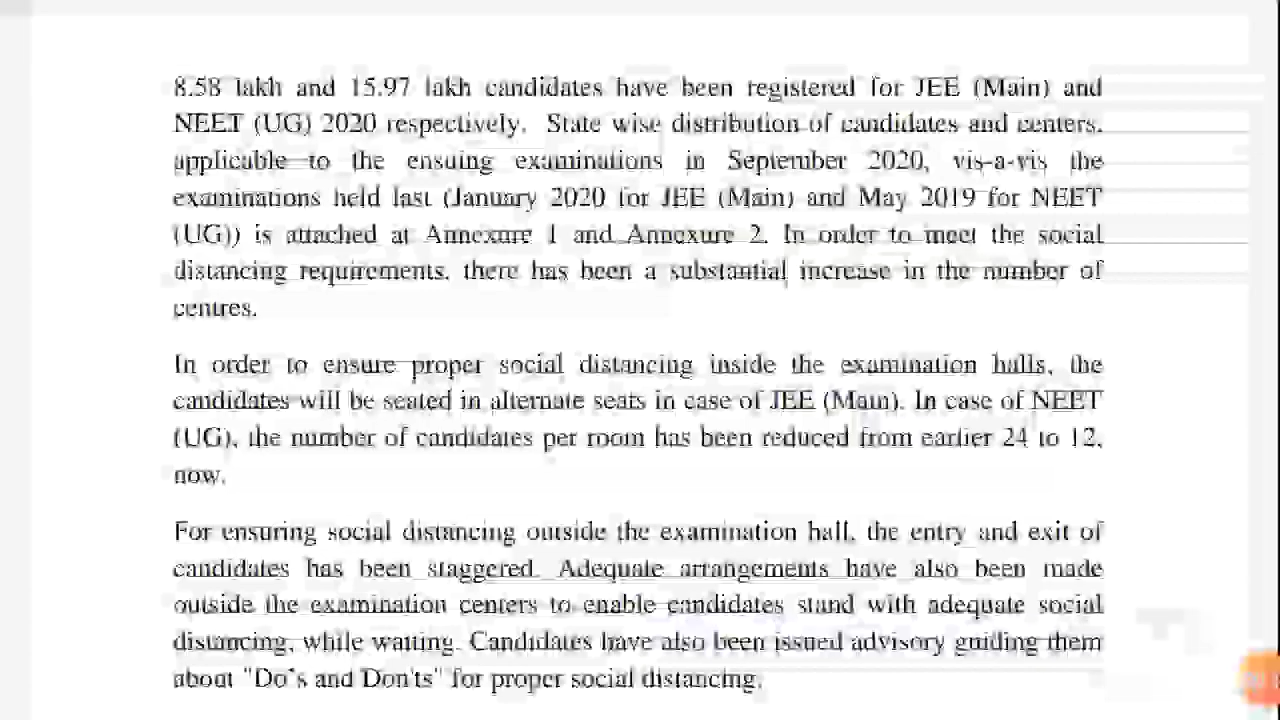 8.58 lakh and 15.97 lakh candidates have been registered for JEE (Main) and
NEET (UG) 2020 respectively. State wise distribution of candidates and centers,
applicable to the ensuing examinations in September 2020, vis-a-vis the
examinations held last (January 2020 for JEE (Main) and May 2019 for NEET
(UG)) is attached at Annexure 1 and Annexure 2. In order to meet the social
distancing requirements, there has been a substantial increase in the number of
centres.
In order to ensure proper social distancing inside the examination halls, the
candidates will be seated in alternate seats in case of JEE (Main). In case of NEET
(UG), the number of candidates per room has been reduced from earlier 24 to 12,
now.
For ensuring social distancing outside the examination hall, the entry and exit of
candidates has been staggered. Adequate arrangements have also been made
outside the examination centers to enable candidates stand with adequate social
distancing, while waiting. Candidates have also been issued advisory guiding them
about "Do's and Don'ts" for proper social distancing.